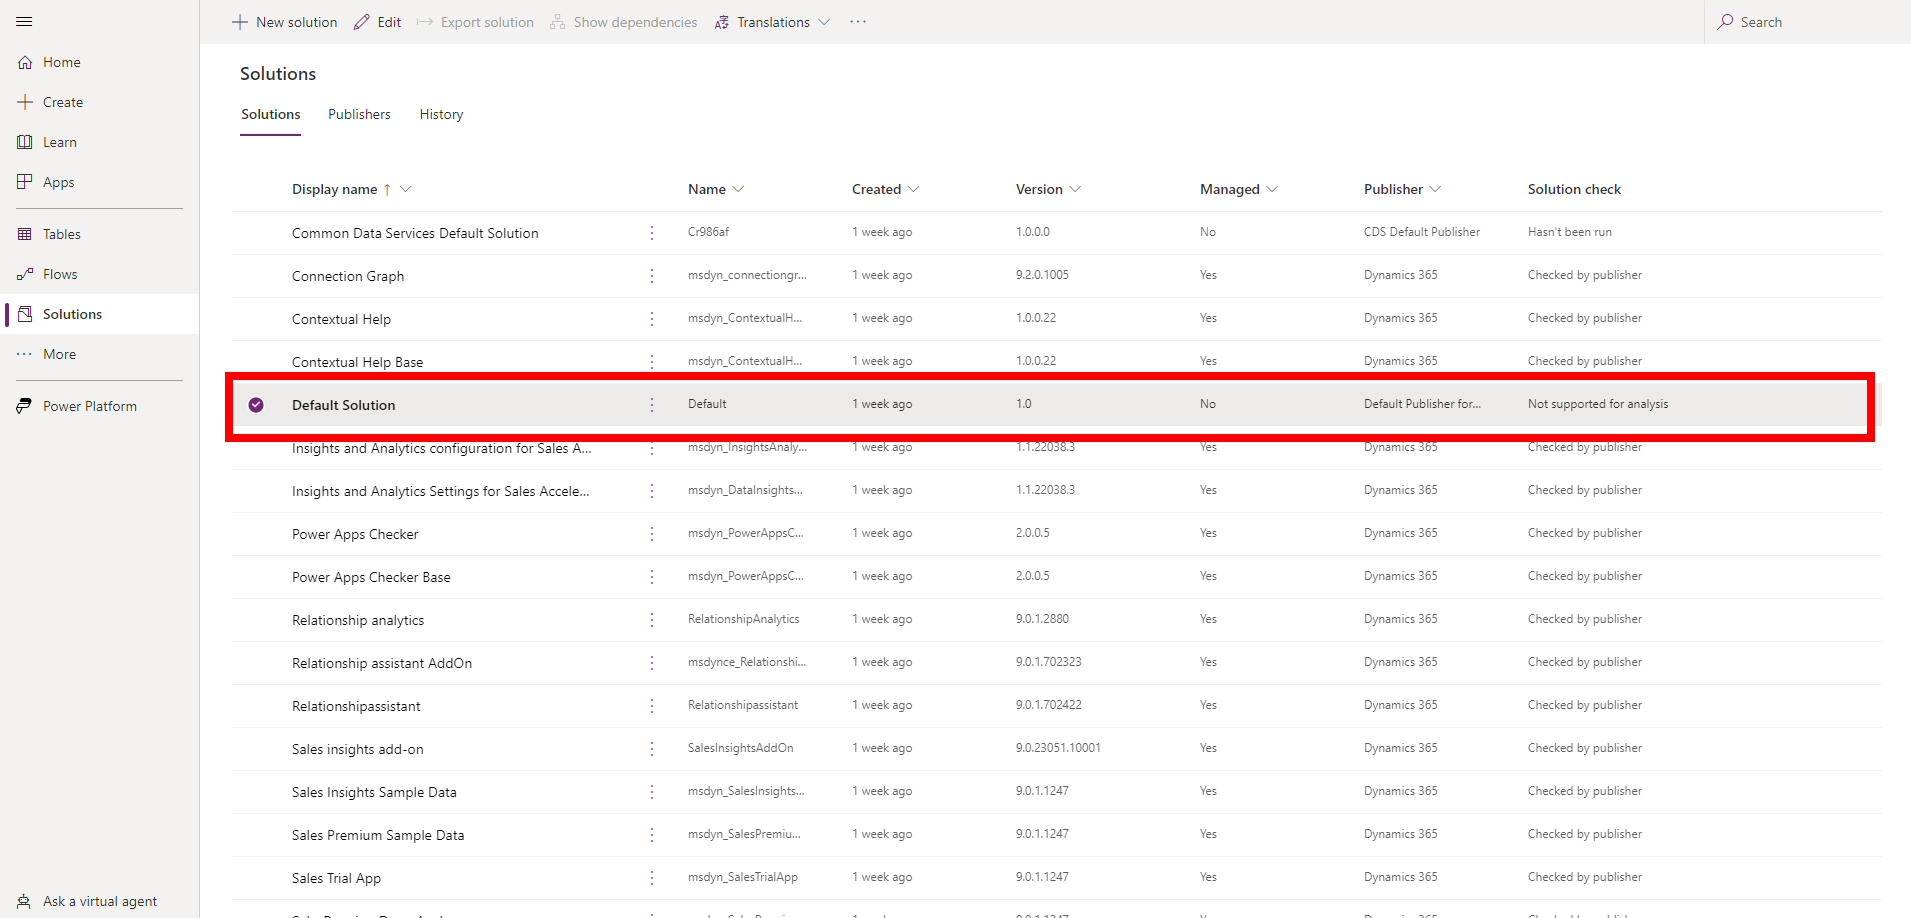 New solution Edit Export solution Show dependencies Translations ··· Search
Home
Create
Learn
Apps
Tables
Flows
Solutions
More
Power Platform
Ask a virtual agent
Solutions
Solutions Publishers History
Display name Name Created Version Managed Publisher Solution check
Common Data Services Default Solution Cr986af 1 week ago 1.0.0.0 No CDS Default Publisher Hasn't been run
Connection Graph msdyn_connectiongr... 1 week ago 9.2.0.1005 Yes Dynamics 365 Checked by publisher
Contextual Help msdyn_ContextualH... 1 week ago 1.0.0.22 Yes Dynamics 365 Checked by publisher
Contextual Help Base msdyn_ContextualH... 1 week ago 1.0.0.22 Yes Dynamics 365 Checked by publisher
Default Solution Default 1 week ago 1.0 No Default Publisher for... Not supported for analysis
Insights and Analytics configuration for Sales A... msdyn_InsightsAnaly... 1 week ago 1.1.22038.3 Yes Dynamics 365 Checked by publisher
Insights and Analytics Settings for Sales Accele... msdyn_DataInsights... 1 week ago 1.1.22038.3 Yes Dynamics 365 Checked by publisher
Power Apps Checker msdyn_PowerAppsC... 1 week ago 2.0.0.5 Yes Dynamics 365 Checked by publisher
Power Apps Checker Base msdyn_PowerAppsC... 1 week ago 2.0.0.5 Yes Dynamics 365 Checked by publisher
Relationship analytics RelationshipAnalytics 1 week ago 9.0.1.2880 Yes Dynamics 365 Checked by publisher
Relationship assistant AddOn msdynce_Relationshi... 1 week ago 9.0.1.702323 Yes Dynamics 365 Checked by publisher
Relationshipassistant Relationshipassistant 1 week ago 9.0.1.702422 Yes Dynamics 365 Checked by publisher
Sales insights add-on SalesInsightsAddOn 1 week ago 9.0.23051.10001 Yes Dynamics 365 Checked by publisher
Sales Insights Sample Data msdyn_SalesInsights... 1 week ago 9.0.1.1247 Yes Dynamics 365 Checked by publisher
Sales Premium Sample Data msdyn_SalesPremiu... 1 week ago 9.0.1.1247 Yes Dynamics 365 Checked by publisher
Sales Trial App msdyn_SalesTrialApp 1 week ago 9.0.1.1247 Yes Dynamics 365 Checked by publisher